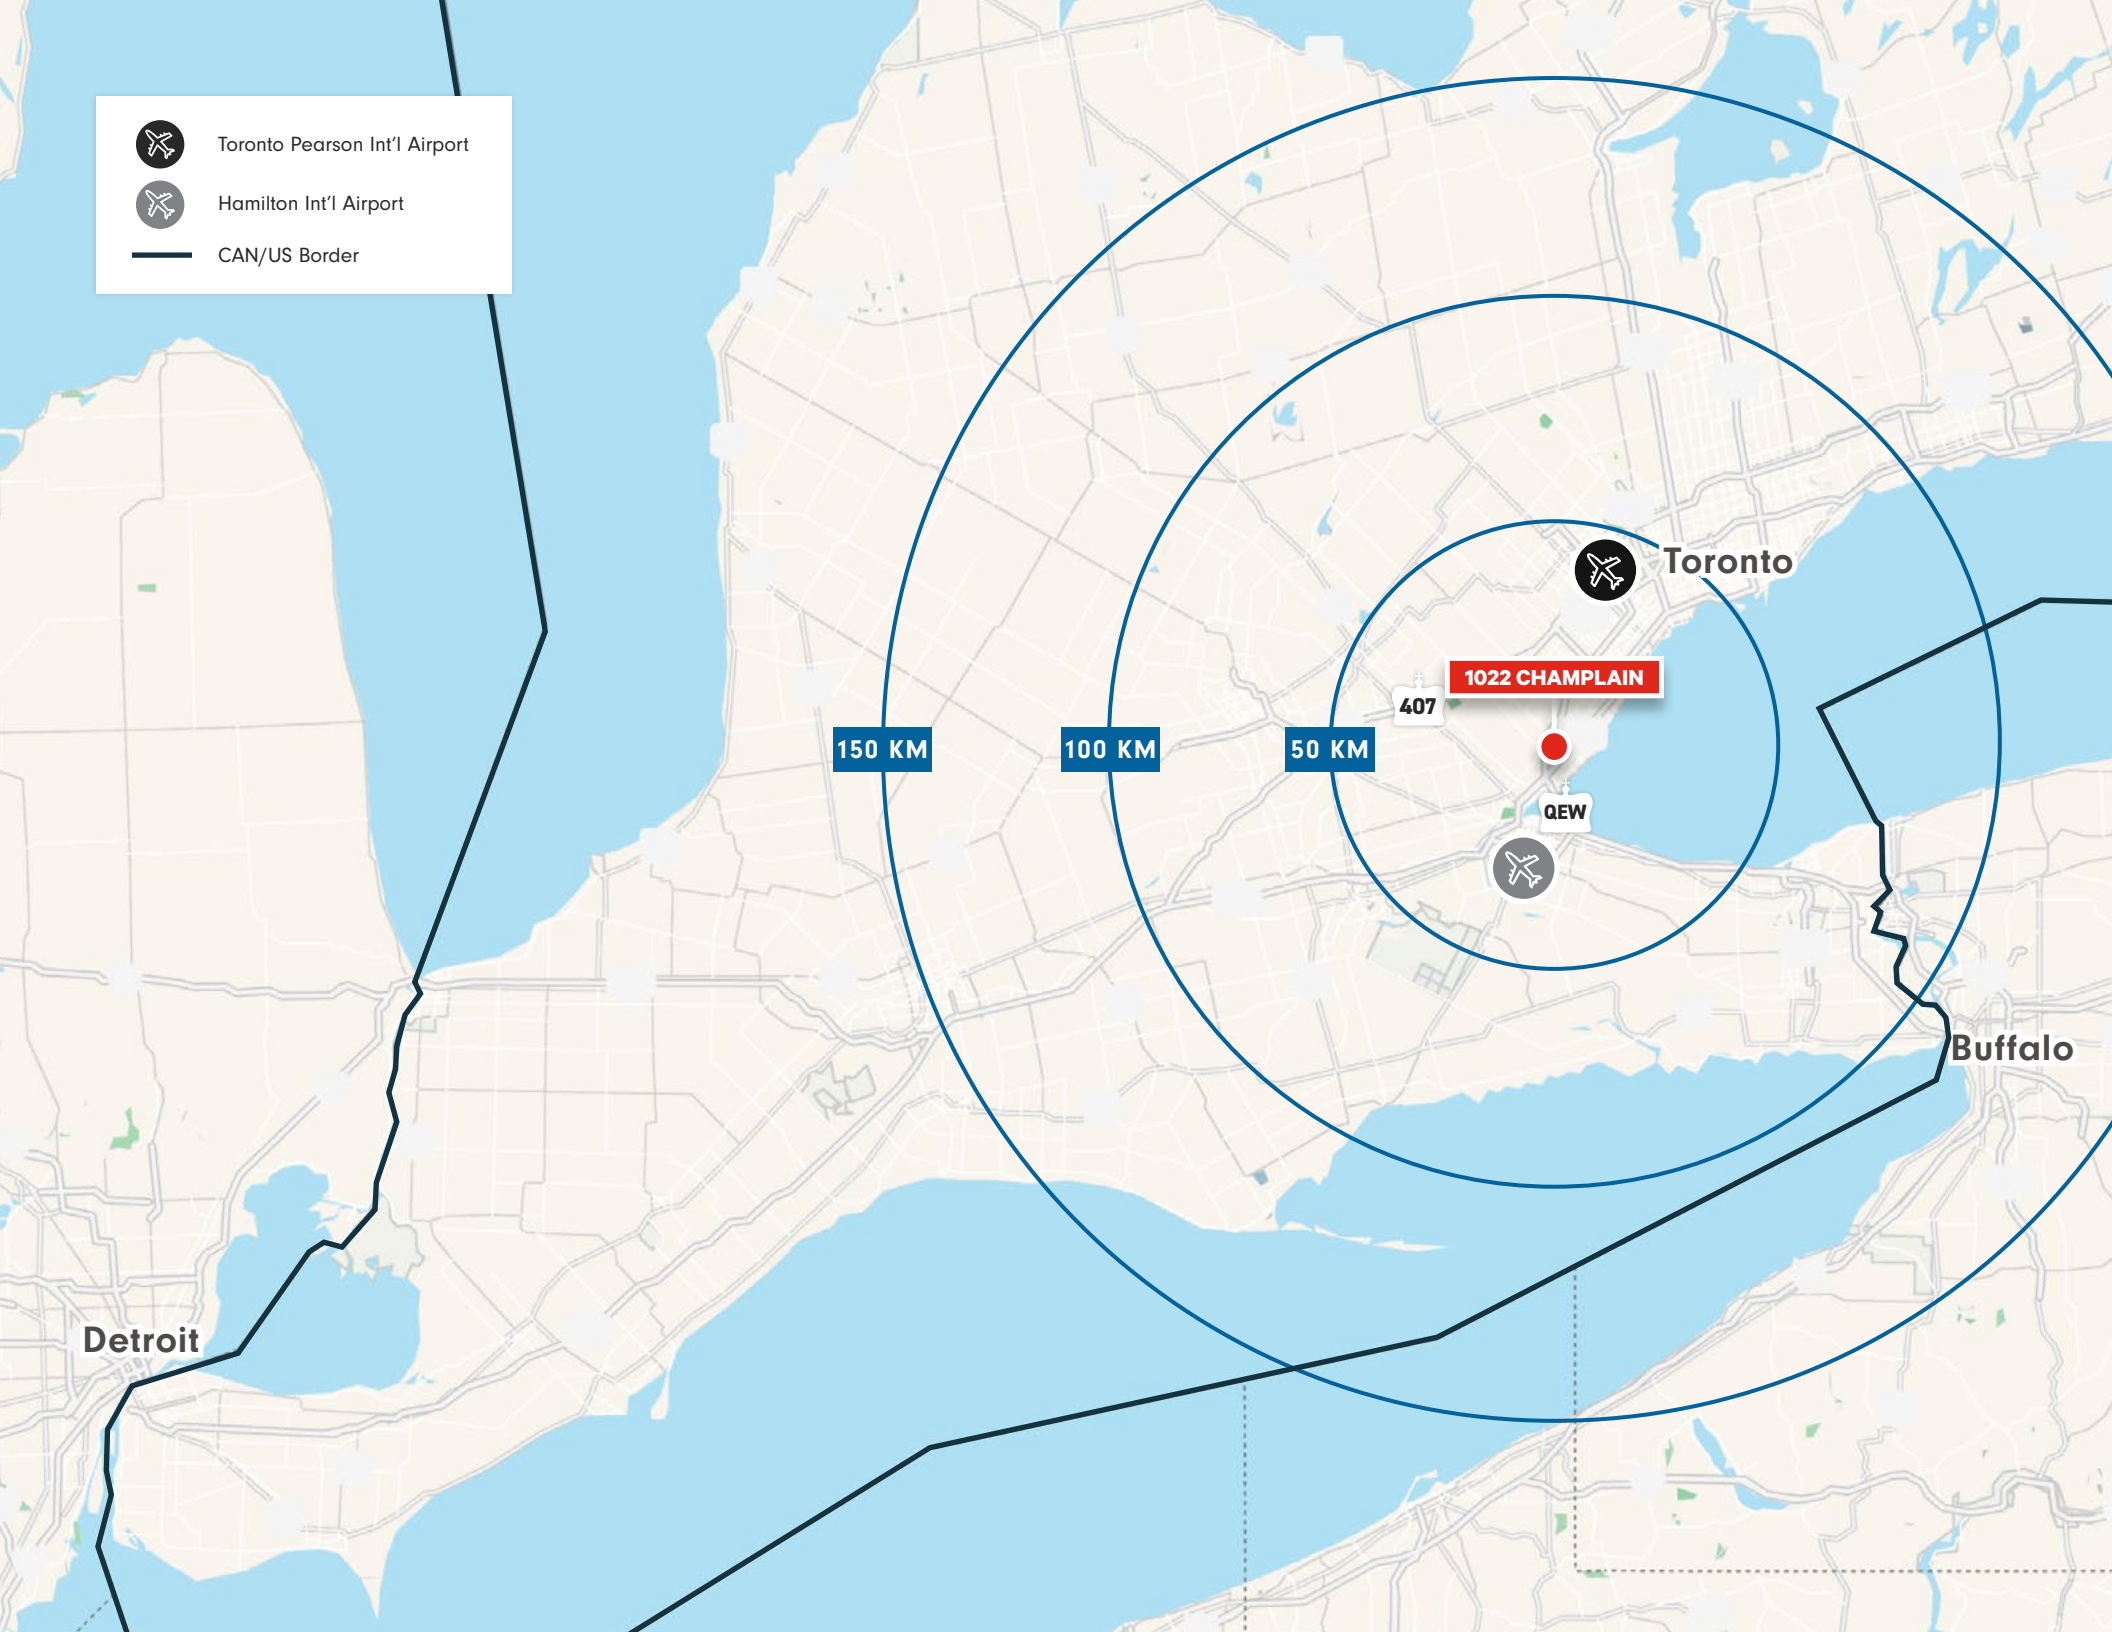 Toronto Pearson Int'l Airport
Hamilton Int'l Airport
CAN/US Border
Toronto
1022 CHAMPLAIN
407
150 KM
100 KM
50 KM
QEW
Buffalo
Detroit